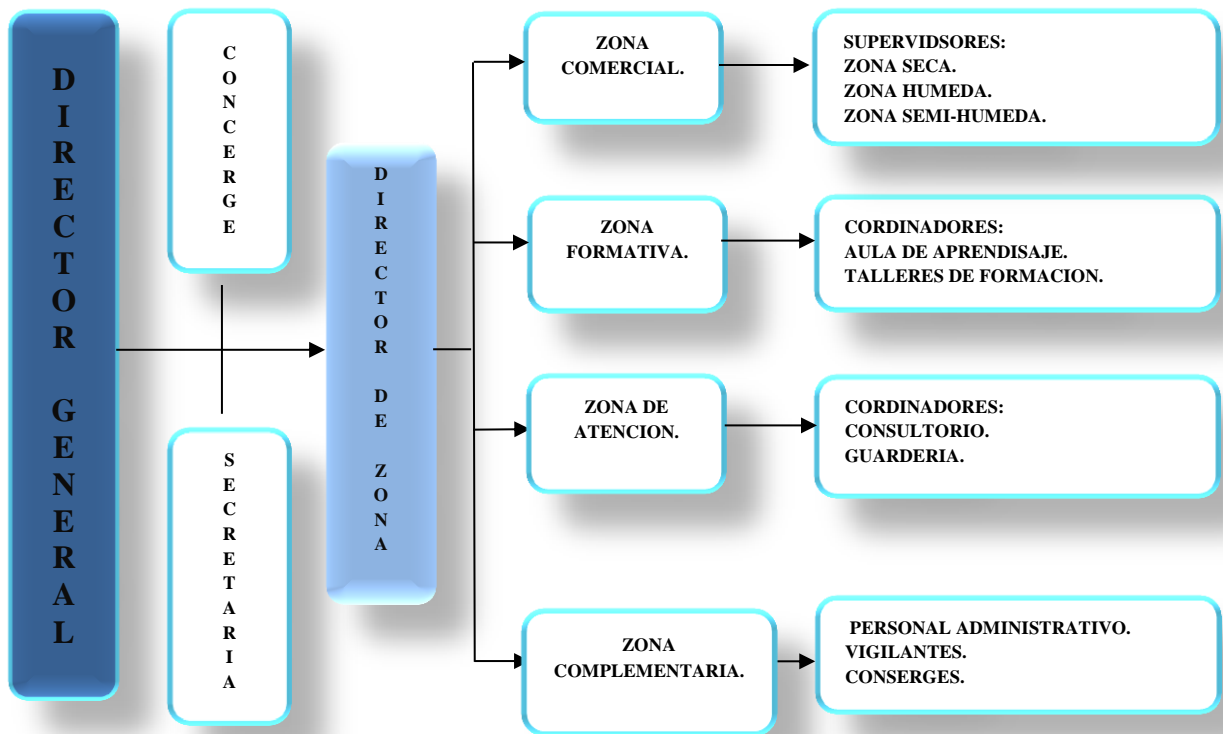 DIRECTOR GENERAL
CONCERGE
SECRETARIA
DIRECTOR DE ZONA
ZONA
COMERCIAL.
SUPERVIDSORES:
ZONA SECA.
ZONA HUMEDA.
ZONA SEMI-HUMEDA.
ZONA
FORMATIVA.
CORDINADORES:
AULA DE APRENDISAJE.
TALLERES DE FORMACION.
ZONA DE
ATENCION.
CORDINADORES:
CONSULTORIO.
GUARDERIA.
ZONA
COMPLEMENTARIA.
PERSONAL ADMINISTRATIVO.
VIGILANTES.
CONSERGES.